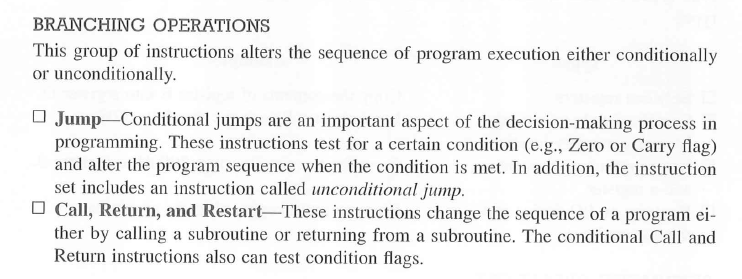 BRANCHING OPERATIONS
This group of instructions alters the sequence of program execution either conditionally
or unconditionally.
☐ Jump—Conditional jumps are an important aspect of the decision-making process in
programming. These instructions test for a certain condition (e.g., Zero or Carry flag)
and alter the program sequence when the condition is met. In addition, the instruction
set includes an instruction called unconditional jump.
☐ Call, Return, and Restart—These instructions change the sequence of a program ei-
ther by calling a subroutine or returning from a subroutine. The conditional Call and
Return instructions also can test condition flags.